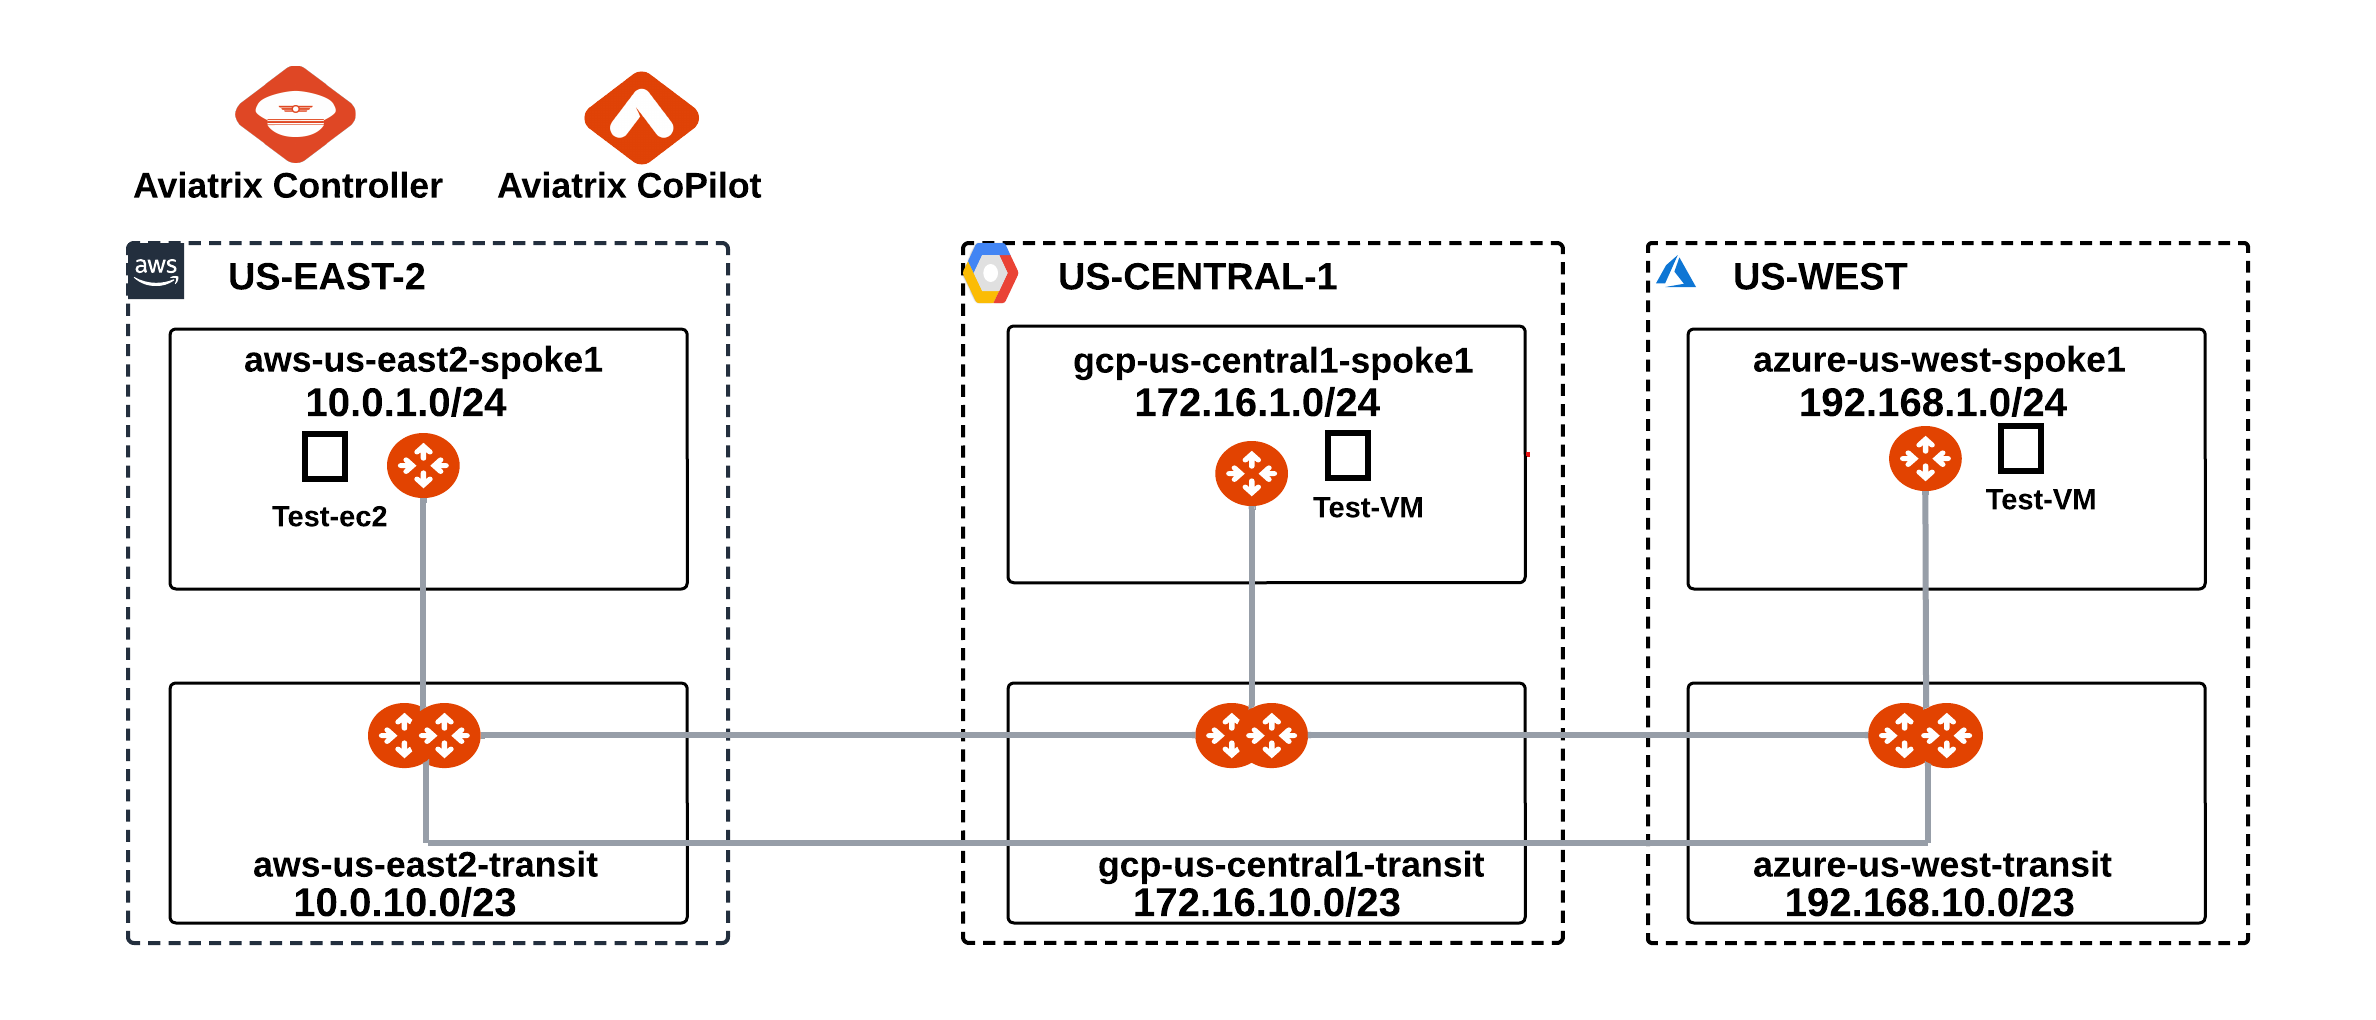 Aviatrix Controller
Aviatrix CoPilot
aws
US-EAST-2
aws-us-east2-spoke1
10.0.1.0/24
Test-ec2
aws-us-east2-transit
10.0.10.0/23
US-CENTRAL-1
gcp-us-central1-spoke1
172.16.1.0/24
Test-VM
gcp-us-central1-transit
172.16.10.0/23
US-WEST
azure-us-west-spoke1
192.168.1.0/24
Test-VM
azure-us-west-transit
192.168.10.0/23